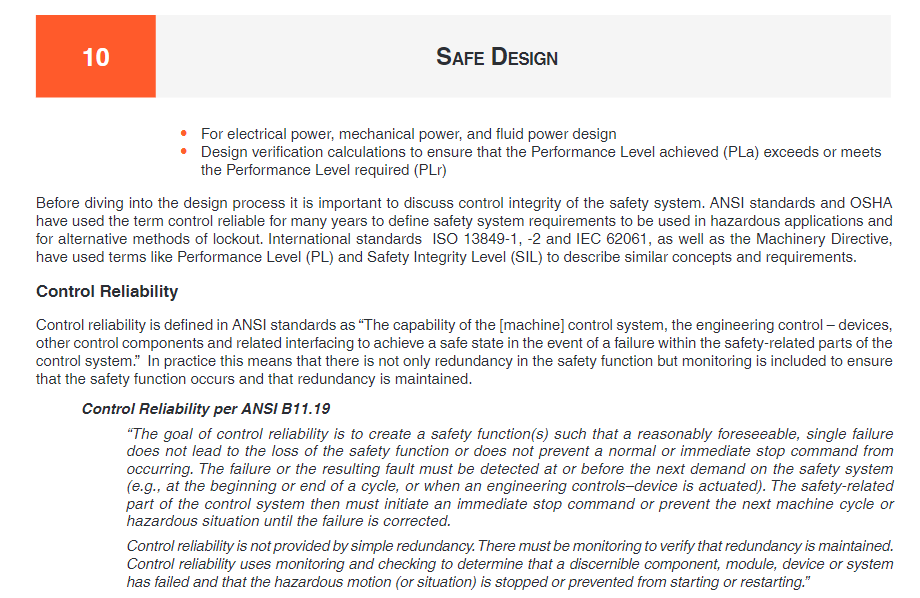 10
SAFE DESIGN
• For electrical power, mechanical power, and fluid power design
• Design verification calculations to ensure that the Performance Level achieved (PLa) exceeds or meets
the Performance Level required (PLr)
Before diving into the design process it is important to discuss control integrity of the safety system. ANSI standards and OSHA
have used the term control reliable for many years to define safety system requirements to be used in hazardous applications and
for alternative methods of lockout. International standards  ISO 13849-1, -2 and IEC 62061, as well as the Machinery Directive,
have used terms like Performance Level (PL) and Safety Integrity Level (SIL) to describe similar concepts and requirements.
Control Reliability
Control reliability is defined in ANSI standards as “The capability of the [machine] control system, the engineering control – devices,
other control components and related interfacing to achieve a safe state in the event of a failure within the safety-related parts of the
control system.”  In practice this means that there is not only redundancy in the safety function but monitoring is included to ensure
that the safety function occurs and that redundancy is maintained.
Control Reliability per ANSI B11.19
“The goal of control reliability is to create a safety function(s) such that a reasonably foreseeable, single failure
does not lead to the loss of the safety function or does not prevent a normal or immediate stop command from
occurring. The failure or the resulting fault must be detected at or before the next demand on the safety system
(e.g., at the beginning or end of a cycle, or when an engineering controls–device is actuated). The safety-related
part of the control system then must initiate an immediate stop command or prevent the next machine cycle or
hazardous situation until the failure is corrected.
Control reliability is not provided by simple redundancy. There must be monitoring to verify that redundancy is maintained.
Control reliability uses monitoring and checking to determine that a discernible component, module, device or system
has failed and that the hazardous motion (or situation) is stopped or prevented from starting or restarting.”